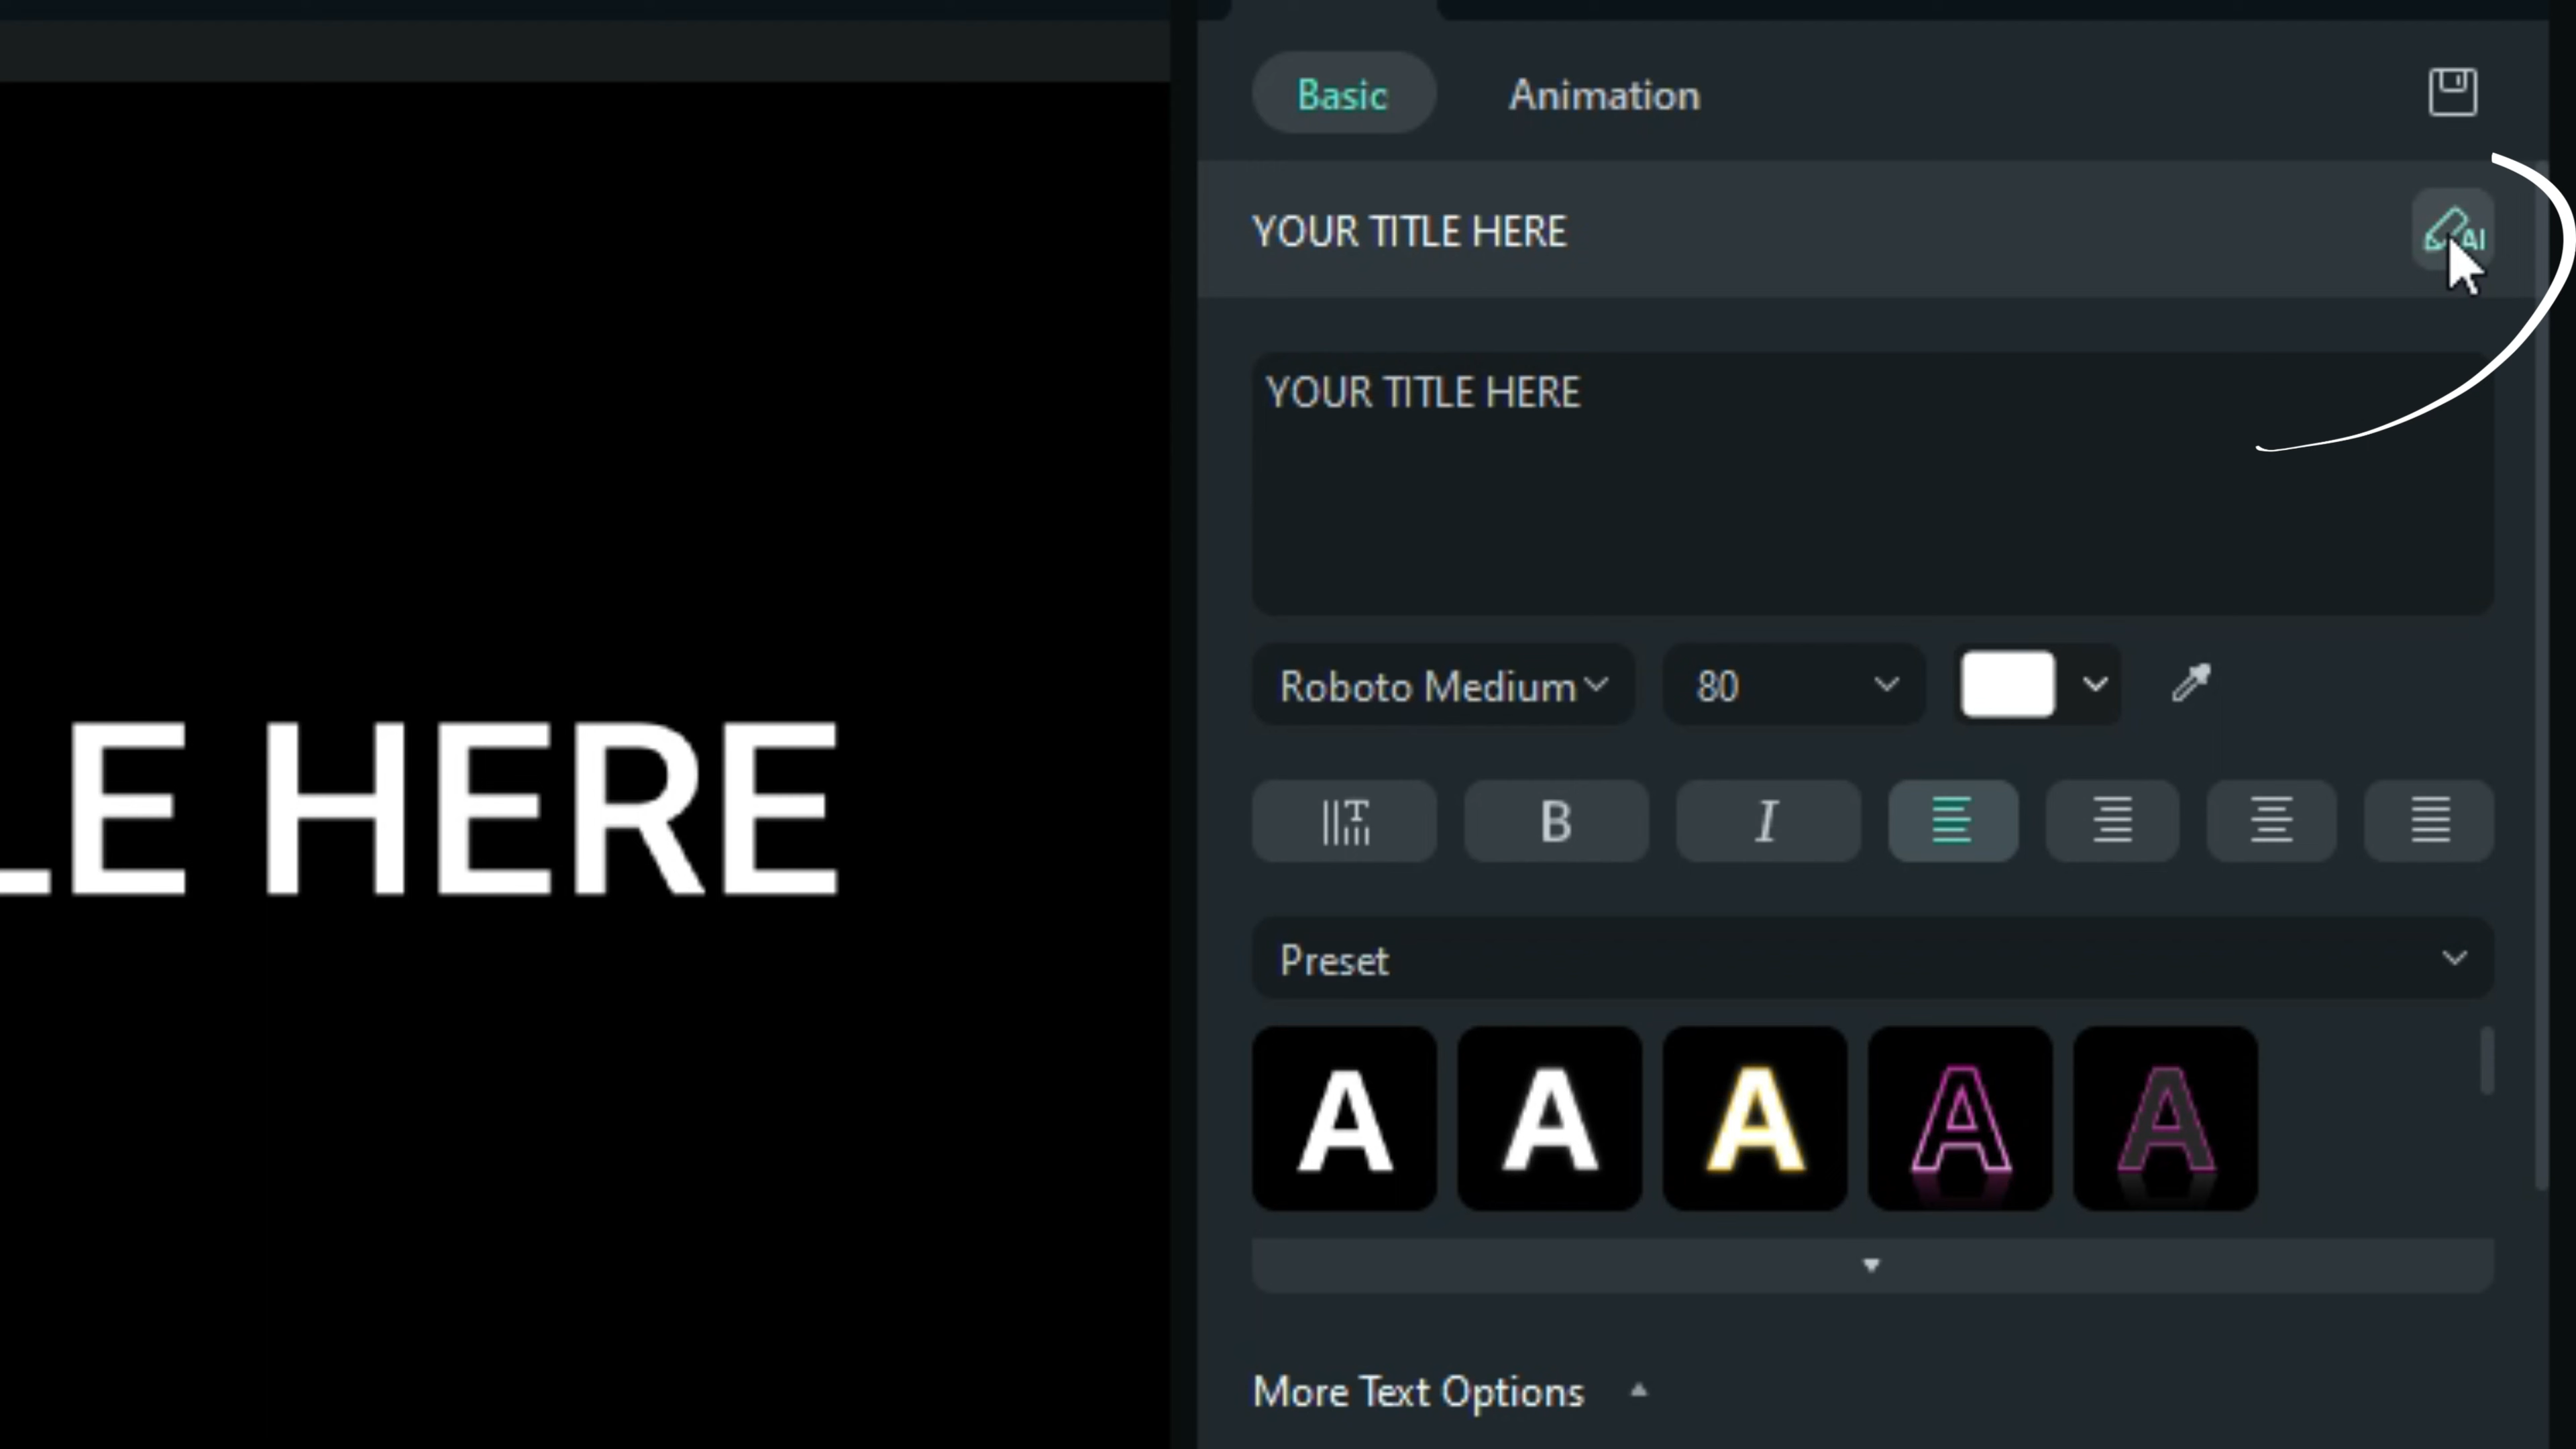 Basic Animation
YOUR TITLE HERE
AI
YOUR TITLE HERE
Roboto Medium 80
LE HERE
T B I
Preset
A A A A A
More Text Options